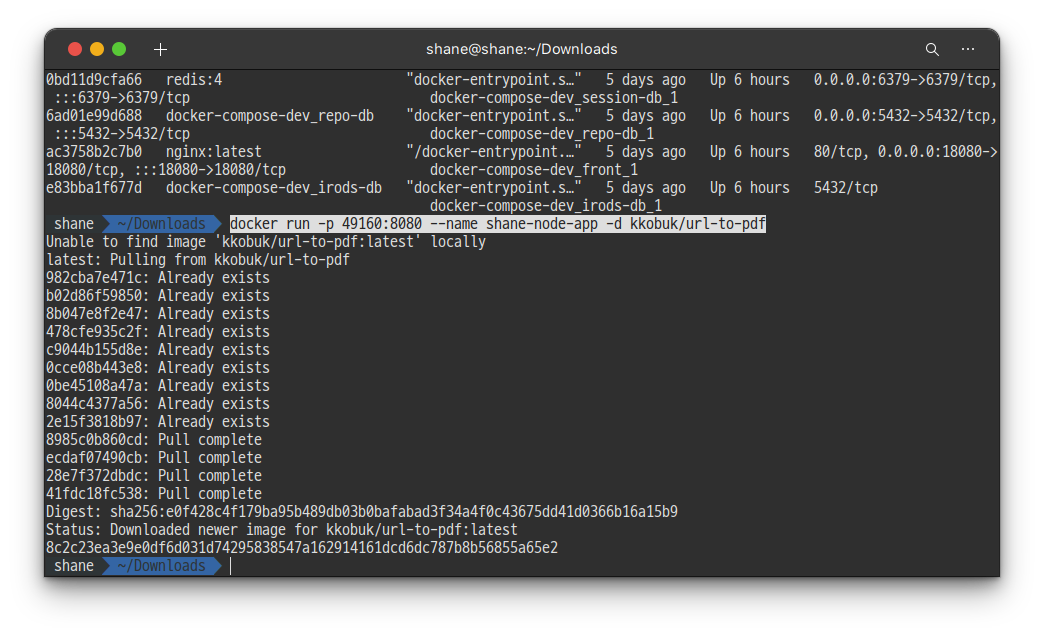 shane@shane:~/Downloads
0bd11d9cfa66   redis:4                       "docker-entrypoint.s…"   5 days ago   Up 6 hours   0.0.0.0:6379->6379/tcp,
 :::6379->6379/tcp                              docker-compose-dev_session-db_1
6ad01e99d688   docker-compose-dev_repo-db    "docker-entrypoint.s…"   5 days ago   Up 6 hours   0.0.0.0:5432->5432/tcp,
 :::5432->5432/tcp                              docker-compose-dev_repo-db_1
ac3758b2c7b0   nginx:latest                  "/docker-entrypoint.…"   5 days ago   Up 6 hours   80/tcp, 0.0.0.0:18080->
18080/tcp, :::18080->18080/tcp                  docker-compose-dev_front_1
e83bba1f677d   docker-compose-dev_irods-db   "docker-entrypoint.s…"   5 days ago   Up 6 hours   5432/tcp
                                                docker-compose-dev_irods-db_1
shane ~/Downloads docker run -p 49160:8080 --name shane-node-app -d kkobuk/url-to-pdf
Unable to find image 'kkobuk/url-to-pdf:latest' locally
latest: Pulling from kkobuk/url-to-pdf
982cba7e471c: Already exists
b02d86f59850: Already exists
8b047e8f2e47: Already exists
478cfe935c2f: Already exists
c9044b155d8e: Already exists
0cce08b443e8: Already exists
0be45108a47a: Already exists
8044c4377a56: Already exists
2e15f3818b97: Already exists
8985c0b860cd: Pull complete
ecdaf07490cb: Pull complete
28e7f372dbdc: Pull complete
41fdc18fc538: Pull complete
Digest: sha256:e0f428c4f179ba95b489db03b0bafabad3f34a4f0c43675dd41d0366b16a15b9
Status: Downloaded newer image for kkobuk/url-to-pdf:latest
8c2c23ea3e9e0df6d031d74295838547a162914161dcd6dc787b8b56855a65e2
shane ~/Downloads